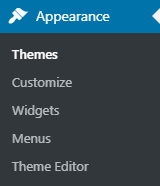 Appearance
Themes
Customize
Widgets
Menus
Theme Editor